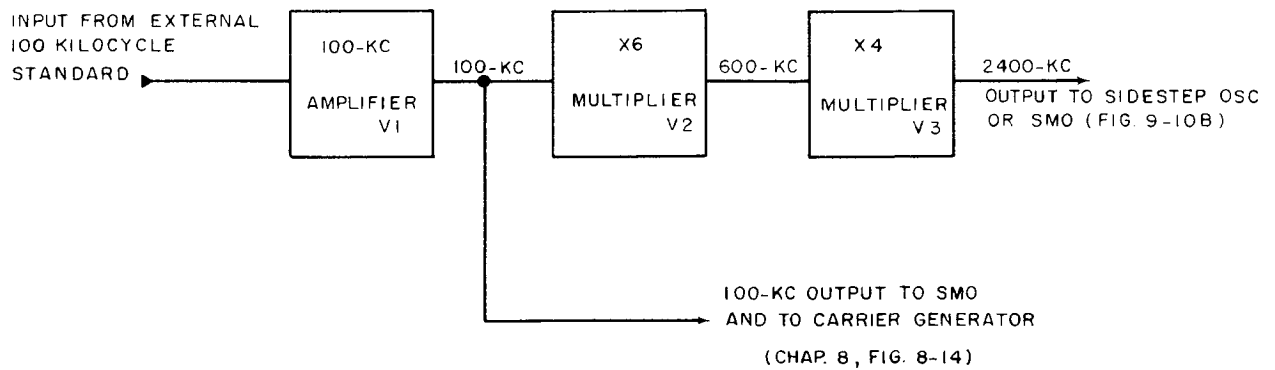 INPUT FROM EXTERNAL
100 KILOCYCLE
STANDARD
100-KC
AMPLIFIER
V1
100-KC
X6
MULTIPLIER
V2
600-KC
X4
MULTIPLIER
V3
2400-KC
OUTPUT TO SIDESTEP OSC
OR SMO (FIG. 9-10B)
100-KC OUTPUT TO SMO
AND TO CARRIER GENERATOR
(CHAP. 8, FIG. 8-14)